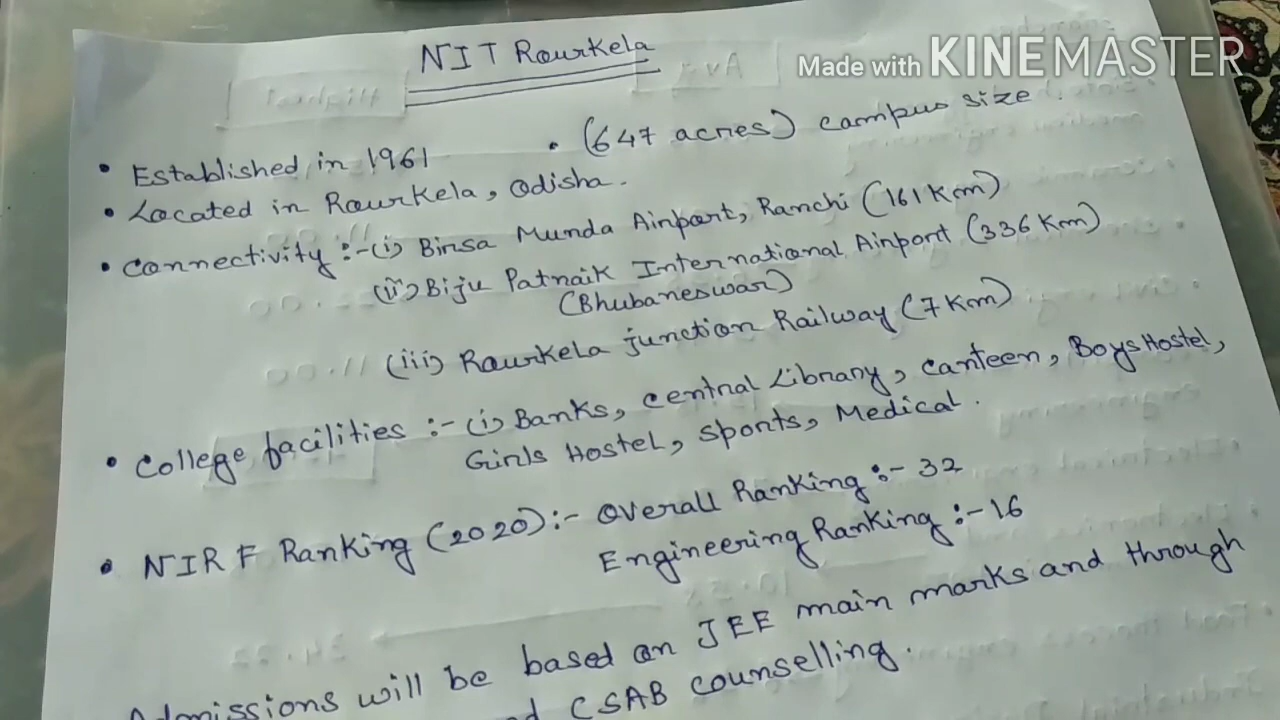 NIT Rourkela
Made with KINEMASTER
• Established in 1961 • (647 acres) campus size
• Located in Rourkela, Odisha.
• Connectivity :- (i) Birsa Munda Airport, Ranchi (161 Km)
(ii) Biju Patnaik International Airport (336 Km)
(Bhubaneswar)
(iii) Rourkela junction Railway (7 Km)
• College facilities :- (i) Banks, central Library, canteen, Boys Hostel,
Girls Hostel, sports, Medical.
• NIRF Ranking (2020) :- Overall Ranking :- 32
Engineering Ranking :- 16
Admissions will be based on JEE main marks and through
CSAB counselling.